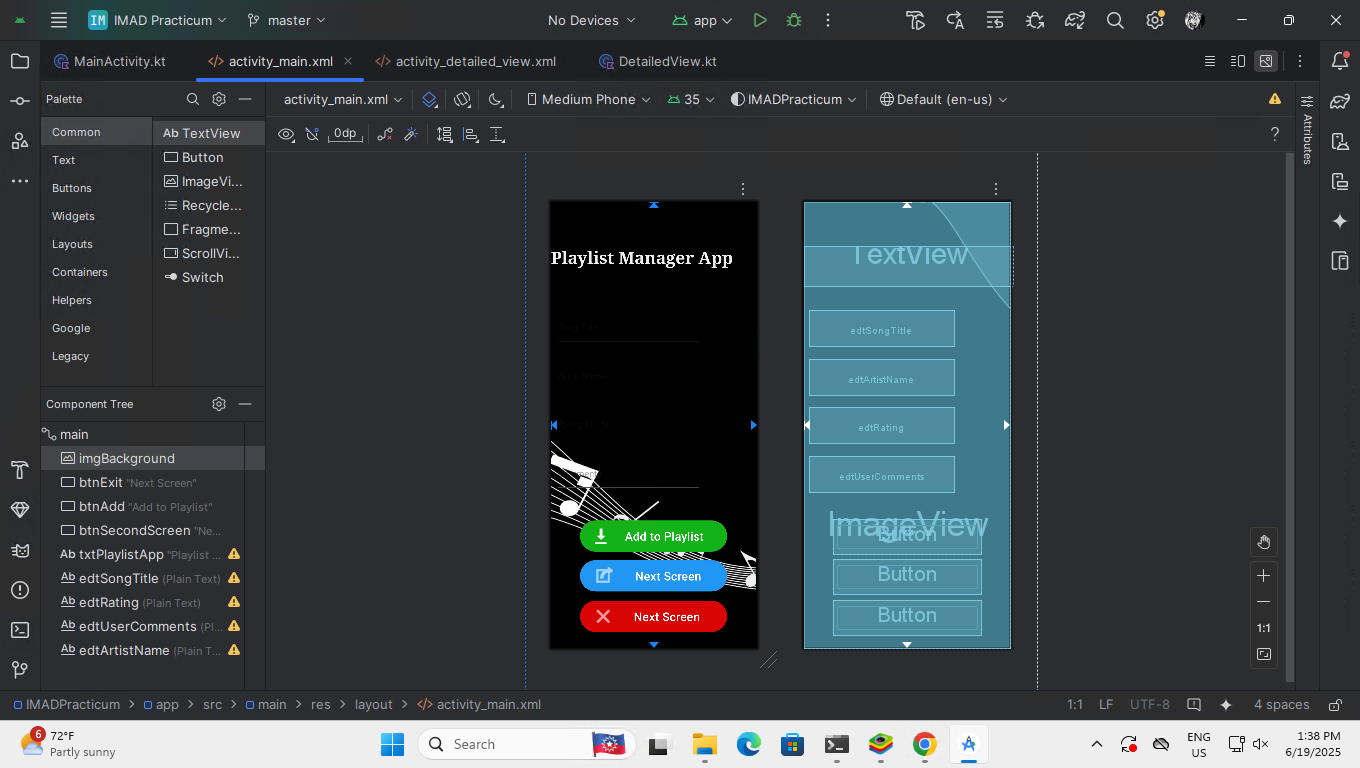 IM IMAD Practicum
master
No Devices
app
MainActivity.kt
activity_main.xml
activity_detailed_view.xml
DetailedView.kt
Palette
activity_main.xml
Medium Phone
35
IMADPracticum
Default (en-us)
0dp
?
Attributes
Common
Text
Buttons
Widgets
Layouts
Containers
Helpers
Google
Legacy
Ab TextView
Button
ImageVi...
Recycle...
Fragme...
ScrollVi...
Switch
Component Tree
main
imgBackground
btnExit "Next Screen"
btnAdd "Add to Playlist"
btnSecondScreen "Ne...
Ab txtPlaylistApp "Playlist ...
Ab edtSongTitle (Plain Text)
Ab edtRating (Plain Text)
Ab edtUserComments (Pl...
Ab edtArtistName (Plain T...
Playlist Manager App
Add to Playlist
Next Screen
Next Screen
TextView
edtSongTitle
edtArtistName
edtRating
edtUserComments
ImageView
Button
Button
Button
1:1
IMADPracticum > app > src > main > res > layout > activity_main.xml
1:1 LF UTF-8 4 spaces
6
72°F
Partly sunny
Search
ENG
US
1:38 PM
6/19/2025